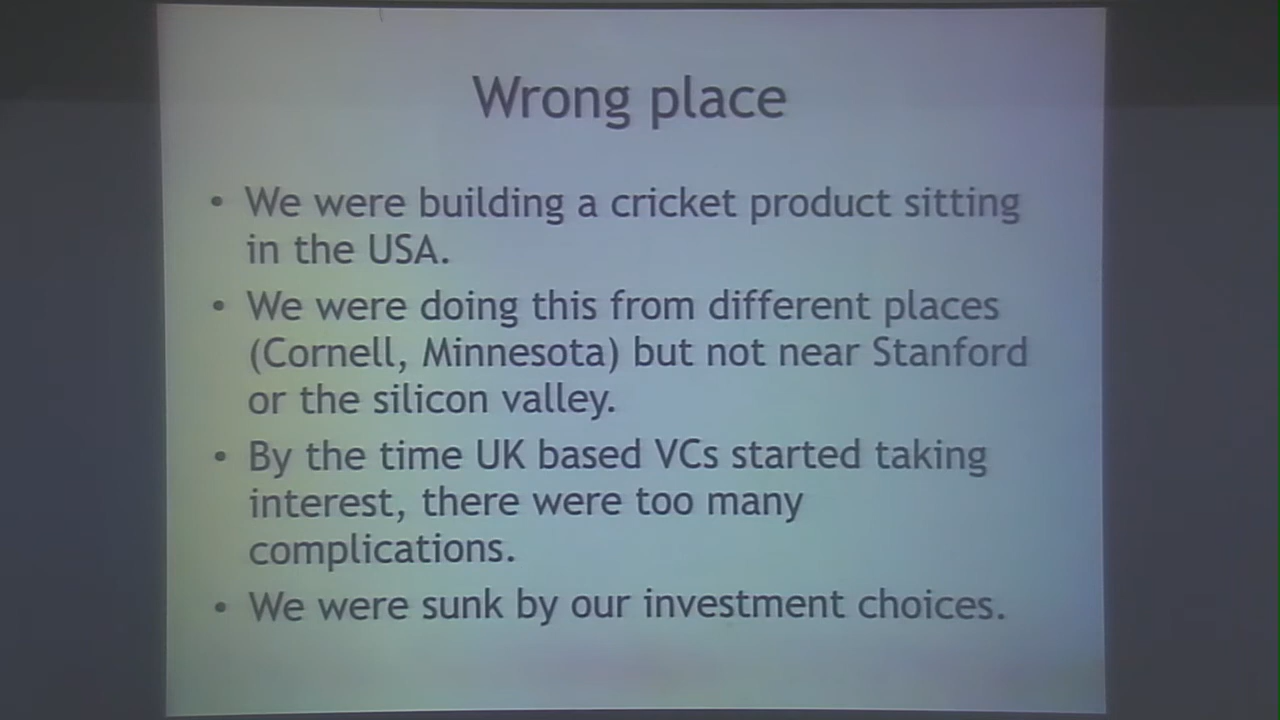 Wrong place
• We were building a cricket product sitting
in the USA.
• We were doing this from different places
(Cornell, Minnesota) but not near Stanford
or the silicon valley.
• By the time UK based VCs started taking
interest, there were too many
complications.
• We were sunk by our investment choices.